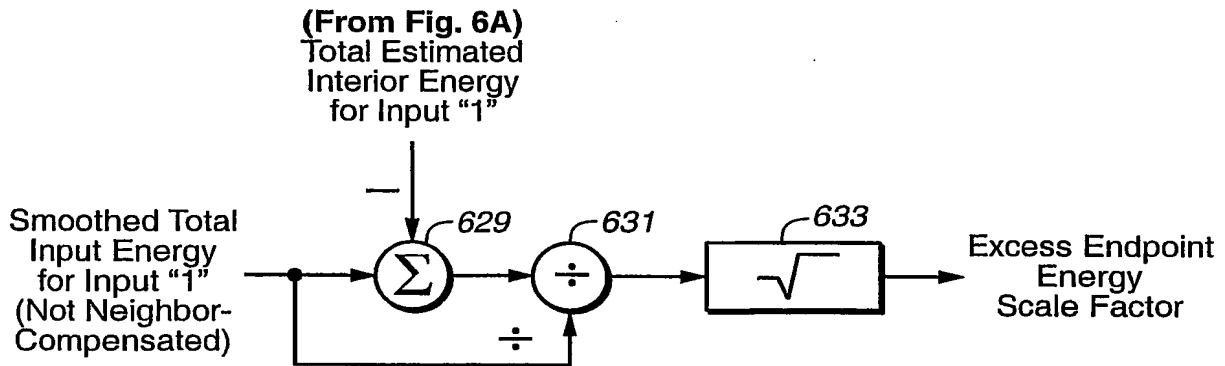 (From Fig. 6A)
Total Estimated
Interior Energy
for Input “1”
—
Smoothed Total
Input Energy
for Input “1”
(Not Neighbor-
Compensated)
629
Σ
631
÷
÷
633
√
Excess Endpoint
Energy
Scale Factor